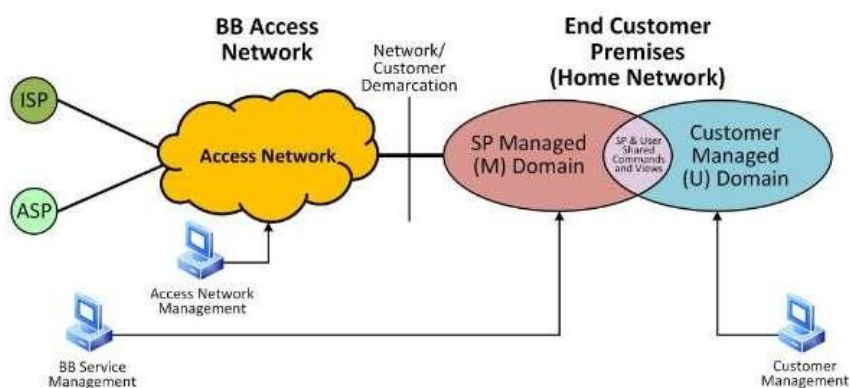 BB Access
Network
End Customer
Premises
(Home Network)
Network/
Customer
Demarcation
ISP
ASP
Access Network
SP Managed
(M) Domain
SP & User
Shared
Commands
and Views
Customer
Managed
(U) Domain
Access Network
Management
BB Service
Management
Customer
Management